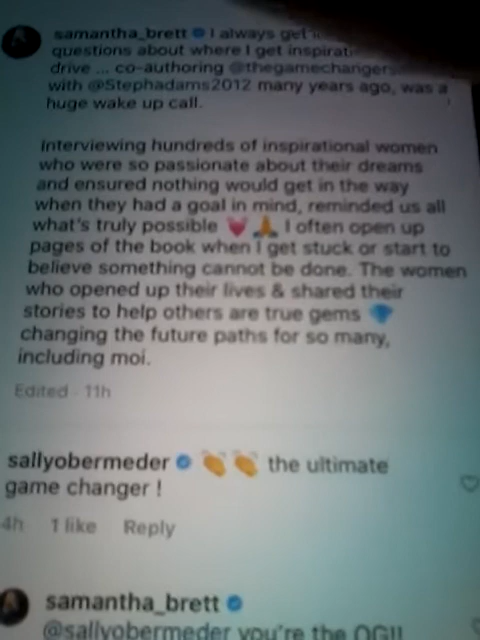 samantha_brett I always get
questions about where I get inspirat
drive ... co-authoring @thegamechangers
with @Stephadams2012 many years ago, was a
huge wake up call.
Interviewing hundreds of inspirational women
who were so passionate about their dreams
and ensured nothing would get in the way
when they had a goal in mind, reminded us all
what's truly possible 💓 🙏 I often open up
pages of the book when I get stuck or start to
believe something cannot be done. The women
who opened up their lives & shared their
stories to help others are true gems 💎
changing the future paths for so many,
including moi.
Edited · 11h
sallyobermeder 👏 👏 the ultimate
game changer !
4h 1 like Reply
samantha_brett
@sallyobermeder you're the OG!!